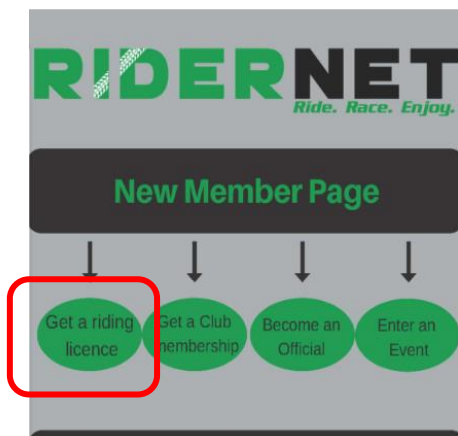 RIDERNET
Ride. Race. Enjoy.
New Member Page
Get a riding licence
Get a Club membership
Become an Official
Enter an Event